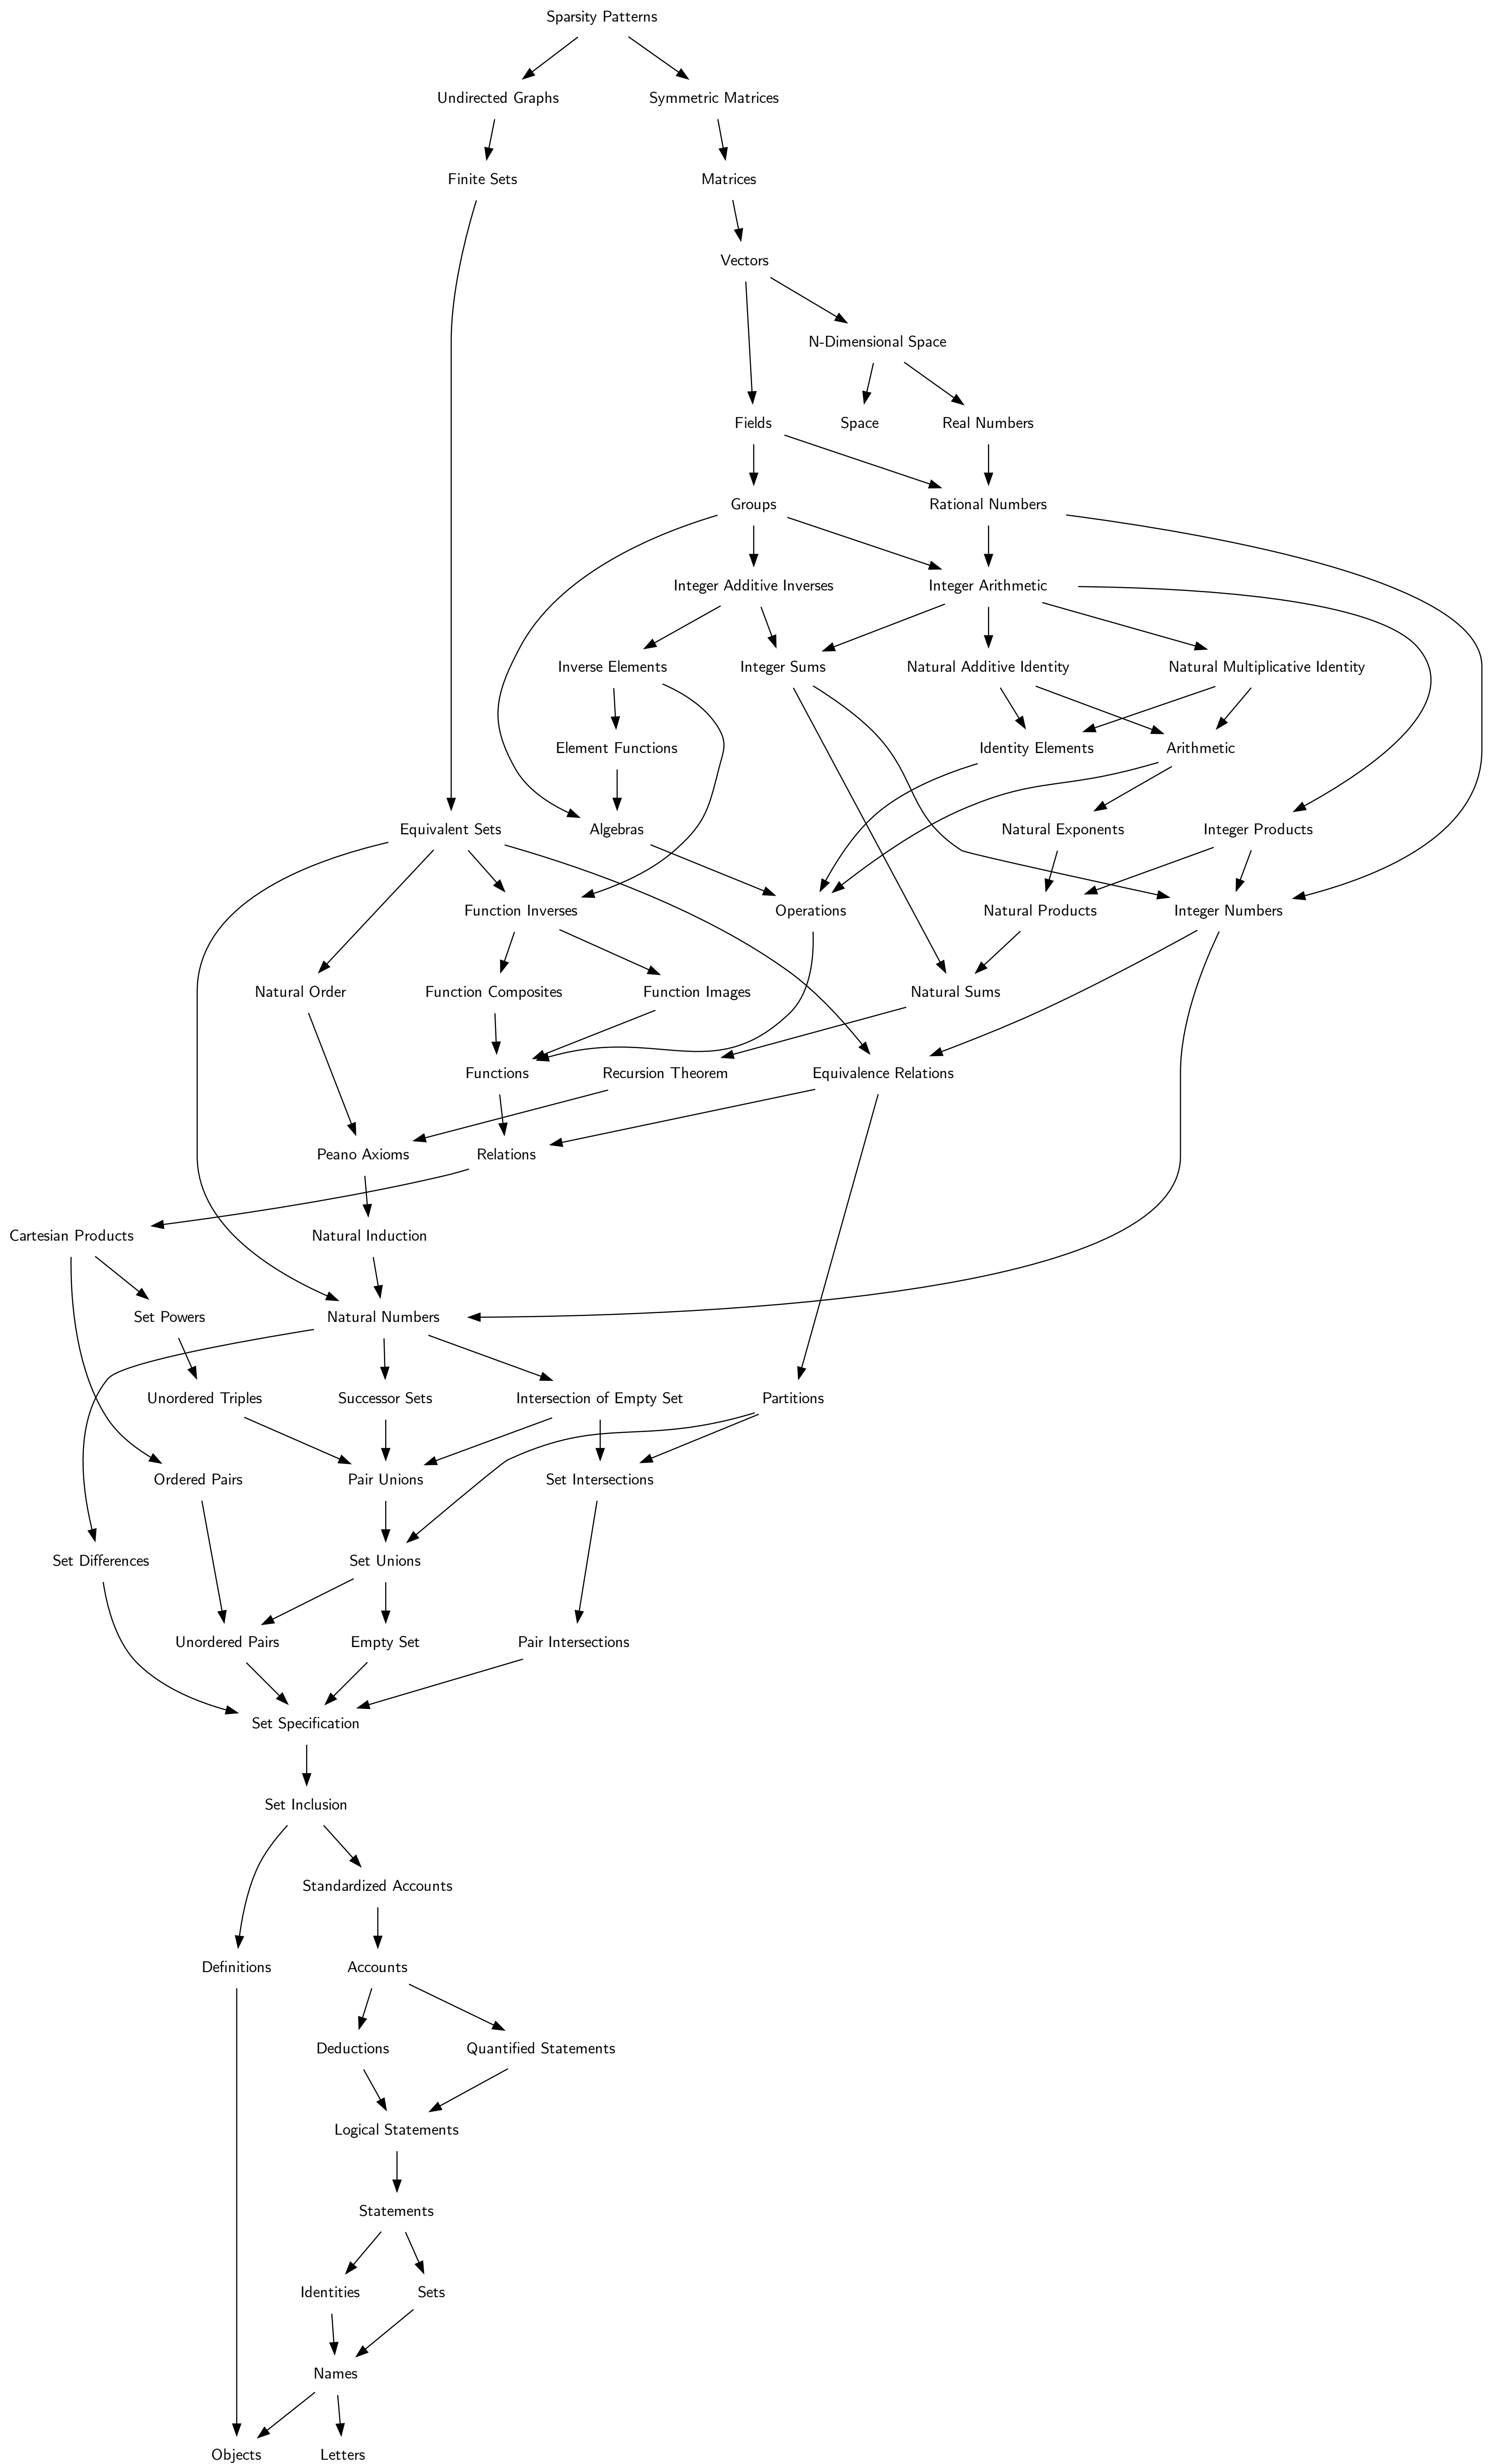 Sparsity Patterns
Undirected Graphs
Symmetric Matrices
Finite Sets
Matrices
Vectors
N-Dimensional Space
Fields
Space
Real Numbers
Groups
Rational Numbers
Integer Additive Inverses
Integer Arithmetic
Inverse Elements
Integer Sums
Natural Additive Identity
Natural Multiplicative Identity
Element Functions
Identity Elements
Arithmetic
Equivalent Sets
Algebras
Natural Exponents
Integer Products
Function Inverses
Operations
Natural Products
Integer Numbers
Natural Order
Function Composites
Function Images
Natural Sums
Functions
Recursion Theorem
Equivalence Relations
Peano Axioms
Relations
Cartesian Products
Natural Induction
Set Powers
Natural Numbers
Unordered Triples
Successor Sets
Intersection of Empty Set
Partitions
Ordered Pairs
Pair Unions
Set Intersections
Set Differences
Set Unions
Unordered Pairs
Empty Set
Pair Intersections
Set Specification
Set Inclusion
Standardized Accounts
Definitions
Accounts
Deductions
Quantified Statements
Logical Statements
Statements
Identities
Sets
Names
Objects
Letters